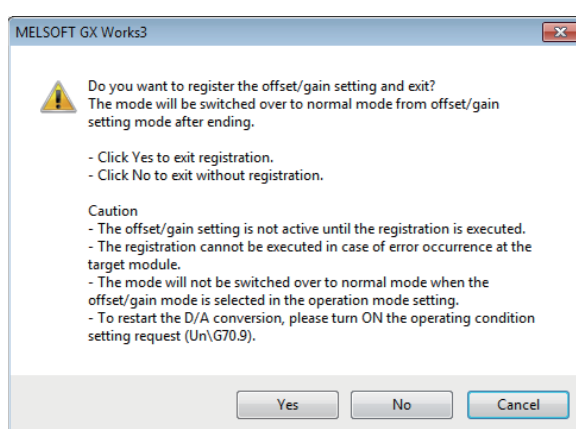 MELSOFT GX Works3
Do you want to register the offset/gain setting and exit?
The mode will be switched over to normal mode from offset/gain
setting mode after ending.
- Click Yes to exit registration.
- Click No to exit without registration.
Caution
- The offset/gain setting is not active until the registration is executed.
- The registration cannot be executed in case of error occurrence at the
target module.
- The mode will not be switched over to normal mode when the
offset/gain mode is selected in the operation mode setting.
- To restart the D/A conversion, please turn ON the operating condition
setting request (Un\G70.9).
Yes
No
Cancel